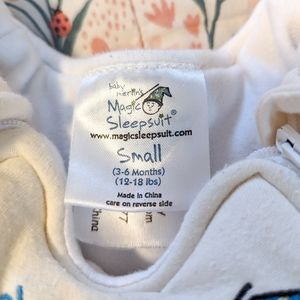 baby merlin's
Magic
Sleepsuit®
www.magicsleepsuit.com
Small
(3-6 Months)
(12-18 lbs)
Made in China
care on reverse side